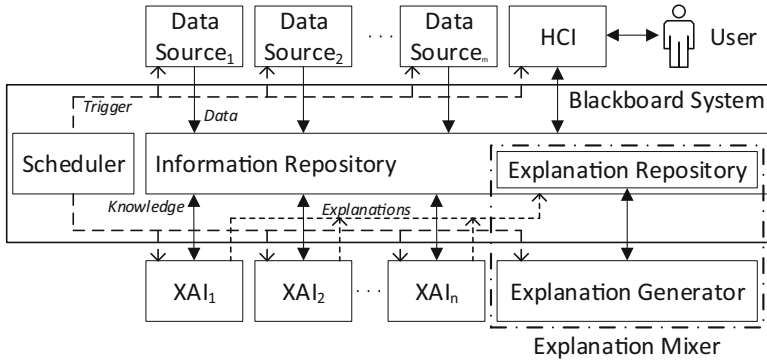 Data
Source₁
Data
Source₂
. . .
Data
Sourceₘ
HCI
User
Trigger
Data
Blackboard System
Scheduler
Information Repository
Explanation Repository
Knowledge
Explanations
XAI₁
XAI₂
. . .
XAIₙ
Explanation Generator
Explanation Mixer